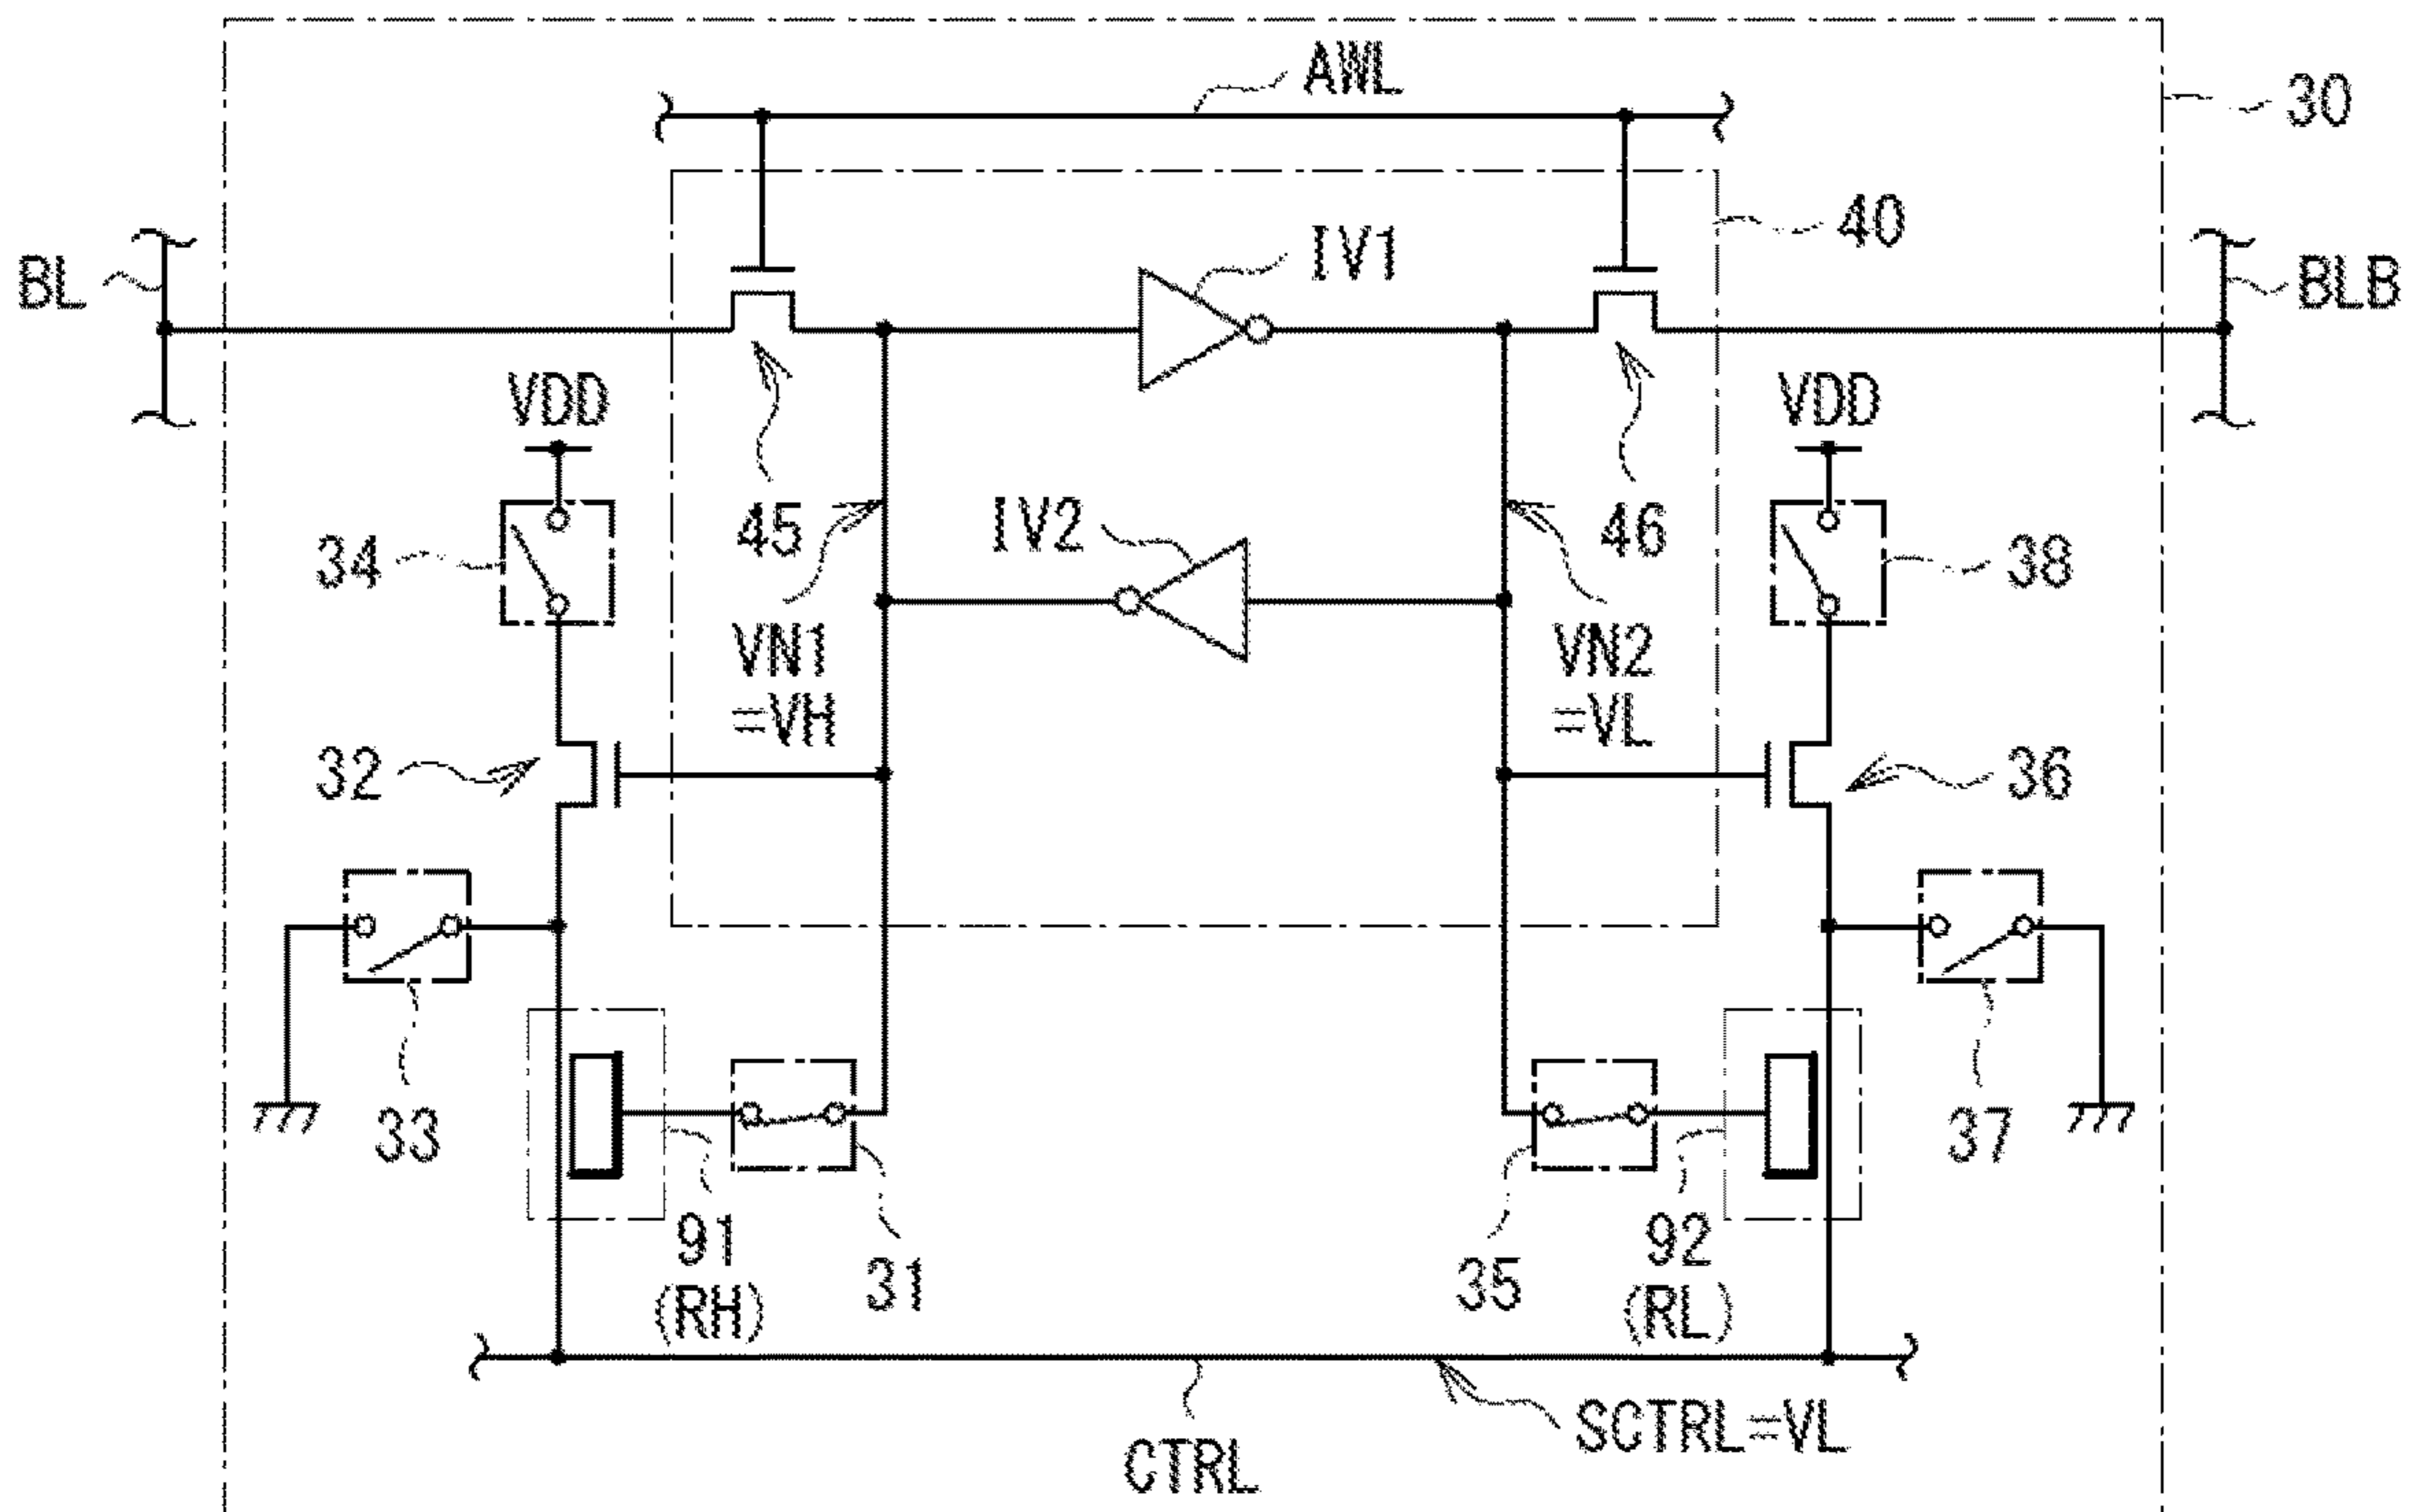 AWL
30
40
IV1
BL
BLB
VDD
VDD
45
IV2
46
34
38
VN1
=VH
VN2
=VL
32
36
33
37
91
(RH)
31
35
92
(RL)
SCTRL=VL
CTRL